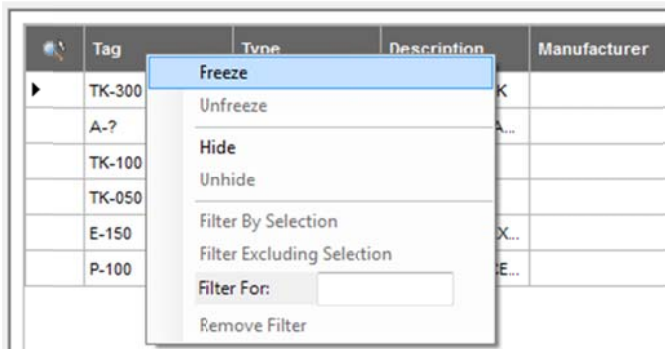 Tag Type Description Manufacturer
Freeze
TK-300 K
Unfreeze
A-? A...
Hide
TK-100
Unhide
TK-050
Filter By Selection
E-150 X...
Filter Excluding Selection
P-100 E...
Filter For:
Remove Filter